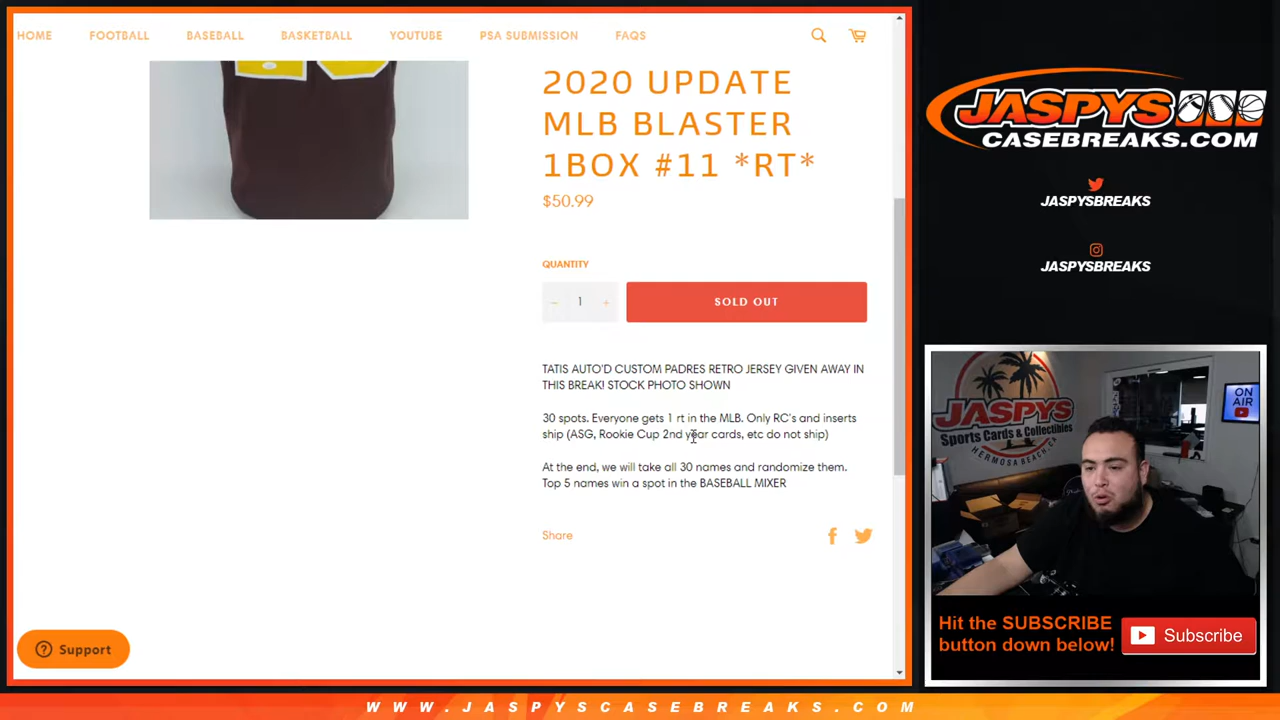 HOME FOOTBALL BASEBALL BASKETBALL YOUTUBE PSA SUBMISSION FAQS
2020 UPDATE
MLB BLASTER
1BOX #11 *RT*
$50.99
QUANTITY
− 1 +
SOLD OUT
TATIS AUTO'D CUSTOM PADRES RETRO JERSEY GIVEN AWAY IN
THIS BREAK! STOCK PHOTO SHOWN
30 spots. Everyone gets 1 rt in the MLB. Only RC's and inserts
ship (ASG, Rookie Cup 2nd year cards, etc do not ship)
At the end, we will take all 30 names and randomize them.
Top 5 names win a spot in the BASEBALL MIXER
Share
Support
JASPYS
CASEBREAKS.COM
JASPYSBREAKS
JASPYSBREAKS
JASPYS
Sports Cards & Collectibles
HERMOSA BEACH, CA
ON
AIR
Hit the SUBSCRIBE
button down below!
Subscribe
WWW.JASPYSCASEBREAKS.COM